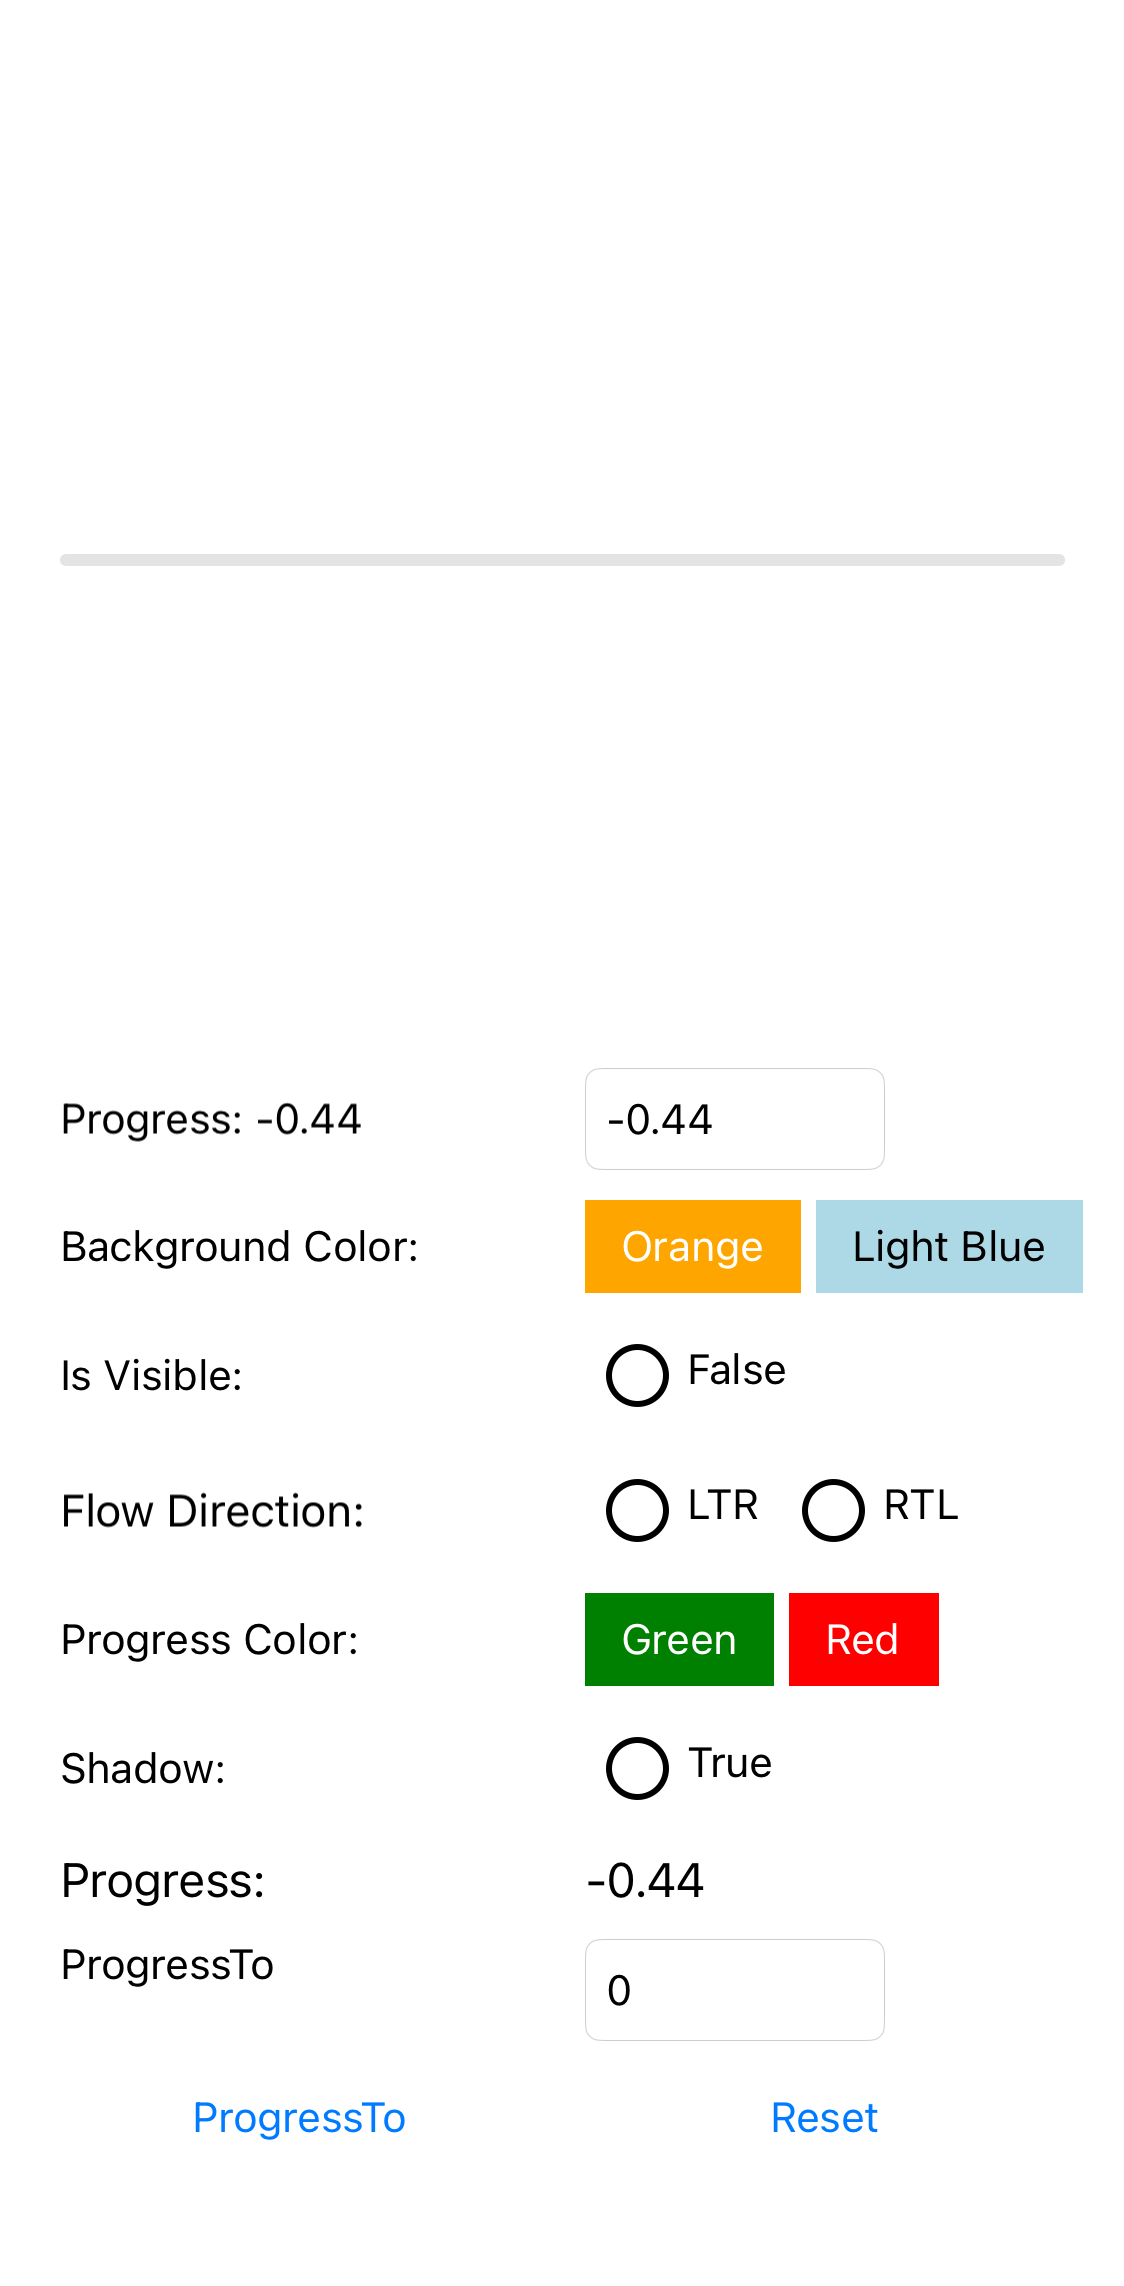 Progress: -0.44 -0.44
Background Color: Orange Light Blue
Is Visible: False
Flow Direction: LTR RTL
Progress Color: Green Red
Shadow: True
Progress: -0.44
ProgressTo 0
ProgressTo Reset